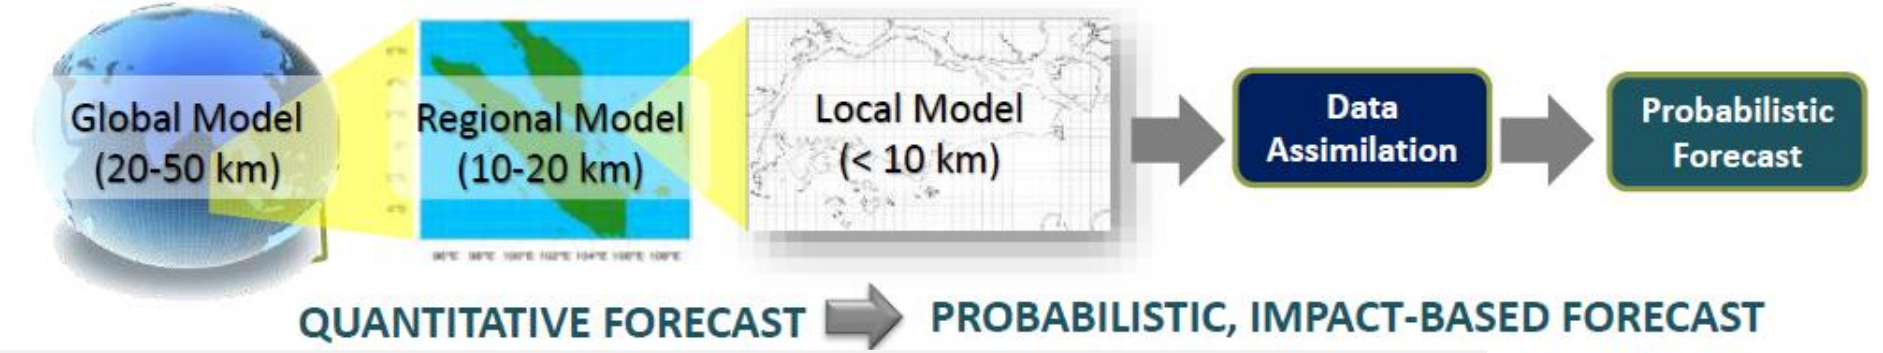 Global Model
(20-50 km)
Regional Model
(10-20 km)
Local Model
(< 10 km)
Data
Assimilation
Probabilistic
Forecast
QUANTITATIVE FORECAST
PROBABILISTIC, IMPACT-BASED FORECAST